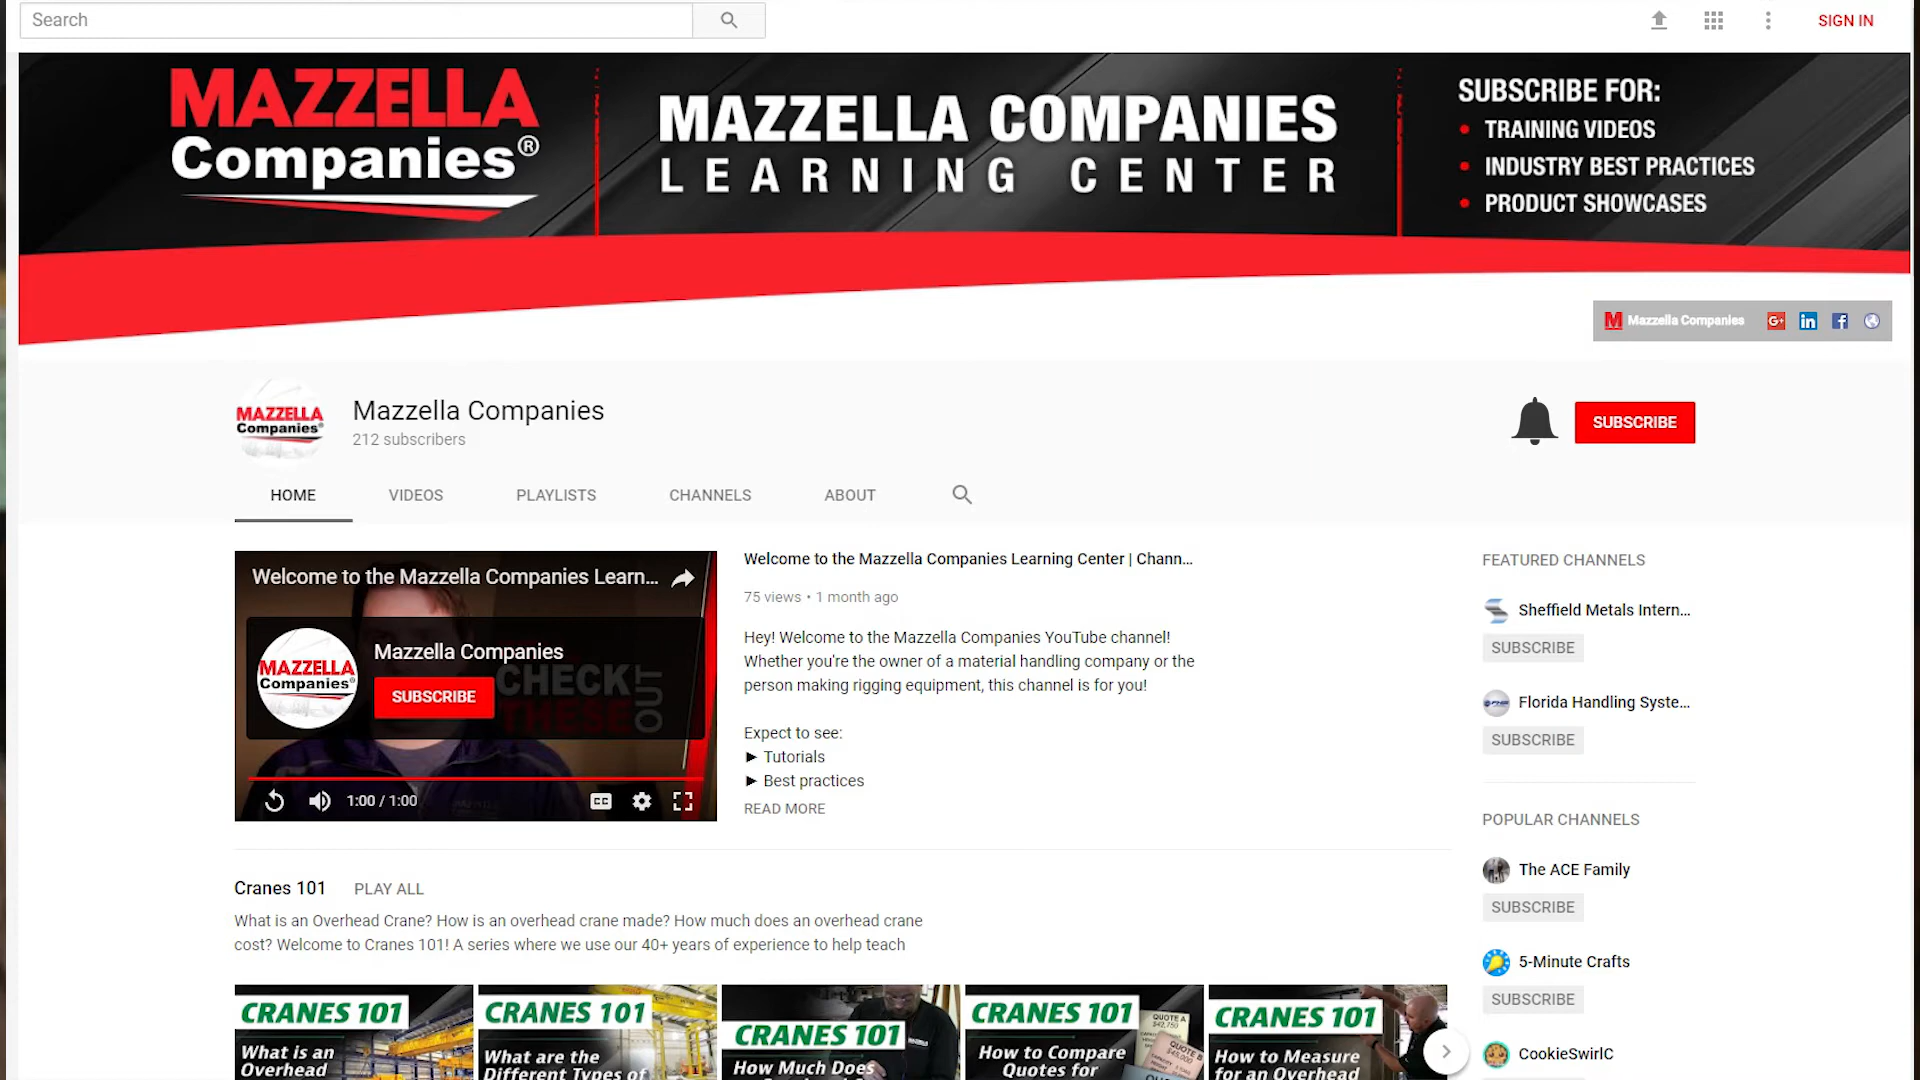 Search
SIGN IN
MAZZELLA
Companies®
MAZZELLA COMPANIES
LEARNING CENTER
SUBSCRIBE FOR:
• TRAINING VIDEOS
• INDUSTRY BEST PRACTICES
• PRODUCT SHOWCASES
M Mazzella Companies
MAZZELLA
Companies®
Mazzella Companies
212 subscribers
SUBSCRIBE
HOME VIDEOS PLAYLISTS CHANNELS ABOUT
Welcome to the Mazzella Companies Learn...
MAZZELLA
Companies®
Mazzella Companies
SUBSCRIBE
CHECK
THESE
OUT
1:00 / 1:00
CC
Welcome to the Mazzella Companies Learning Center | Chann...
75 views • 1 month ago
Hey! Welcome to the Mazzella Companies YouTube channel!
Whether you're the owner of a material handling company or the
person making rigging equipment, this channel is for you!
Expect to see:
► Tutorials
► Best practices
READ MORE
FEATURED CHANNELS
Sheffield Metals Intern...
SUBSCRIBE
Florida Handling Syste...
SUBSCRIBE
POPULAR CHANNELS
The ACE Family
SUBSCRIBE
5-Minute Crafts
SUBSCRIBE
CookieSwirlC
Cranes 101 PLAY ALL
What is an Overhead Crane? How is an overhead crane made? How much does an overhead crane
cost? Welcome to Cranes 101! A series where we use our 40+ years of experience to help teach
CRANES 101
What is an
Overhead
CRANES 101
What are the
Different Types of
CRANES 101
How Much Does
CRANES 101
How to Compare
Quotes for
QUOTE A
$42,750
QUOTE B
$45,000
CRANES 101
How to Measure
for an Overhead